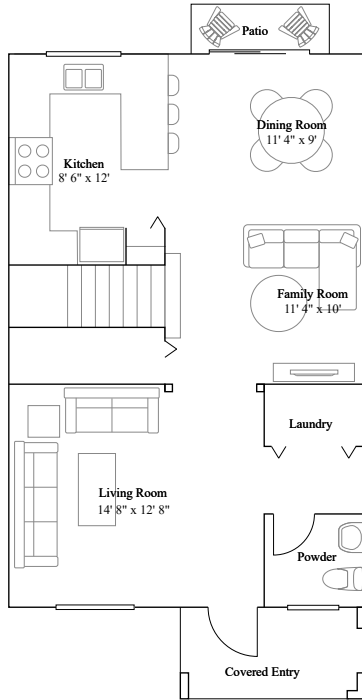 Patio
Dining Room
11' 4" x 9'
Kitchen
8' 6" x 12'
Family Room
11' 4" x 10'
Laundry
Living Room
14' 8" x 12' 8"
Powder
Covered Entry